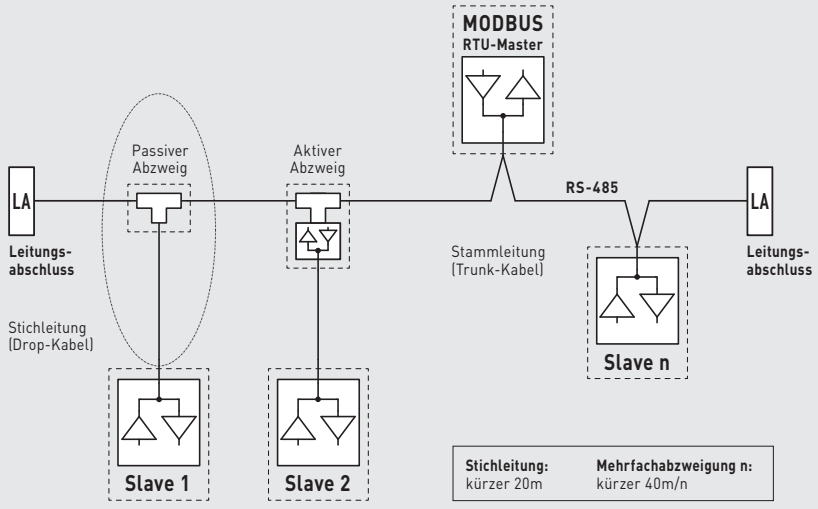 MODBUS
RTU-Master
Passiver
Abzweig
Aktiver
Abzweig
LA
RS-485
LA
Leitungs-
abschluss
Stammleitung
(Trunk-Kabel)
Leitungs-
abschluss
Stichleitung
(Drop-Kabel)
Slave n
Slave 1
Slave 2
Stichleitung: Mehrfachabzweigung n:
kürzer 20m kürzer 40m/n